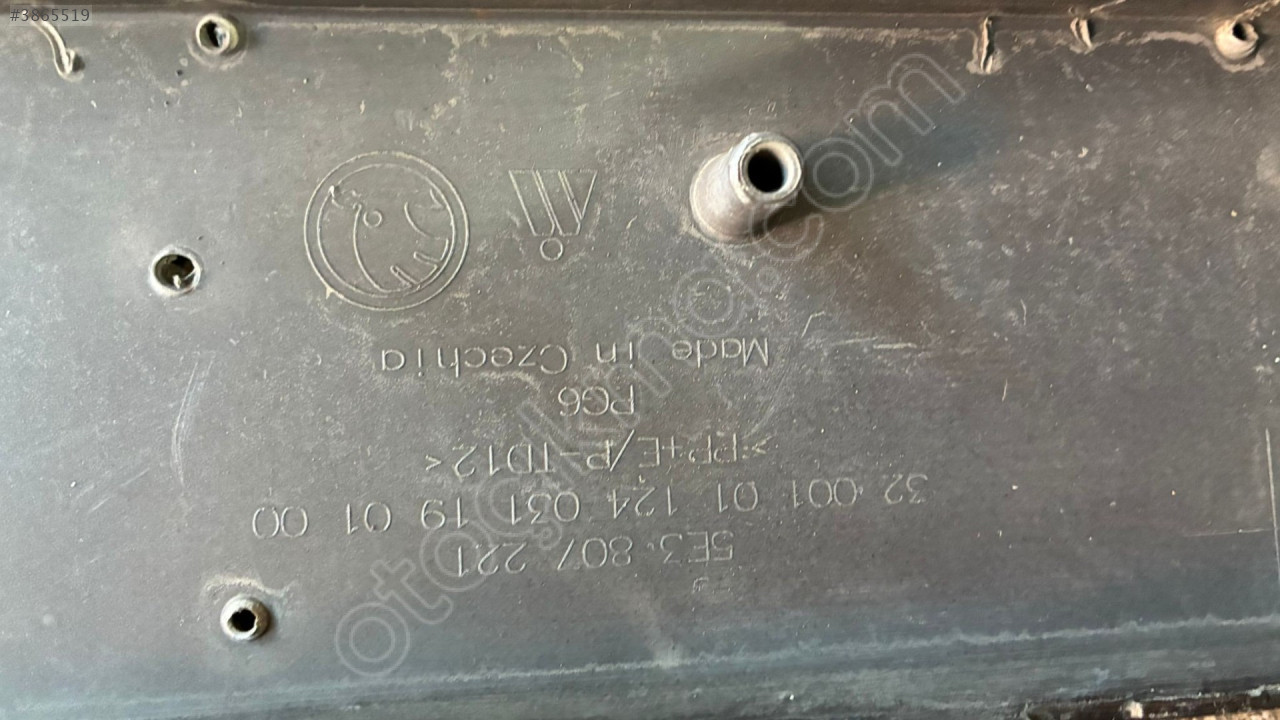 #3865519
otocikma.com
Made in Czechia
PG6
>PP+E/P-TD12<
32 001 01 124 031 19 01 00
5E3 807 221